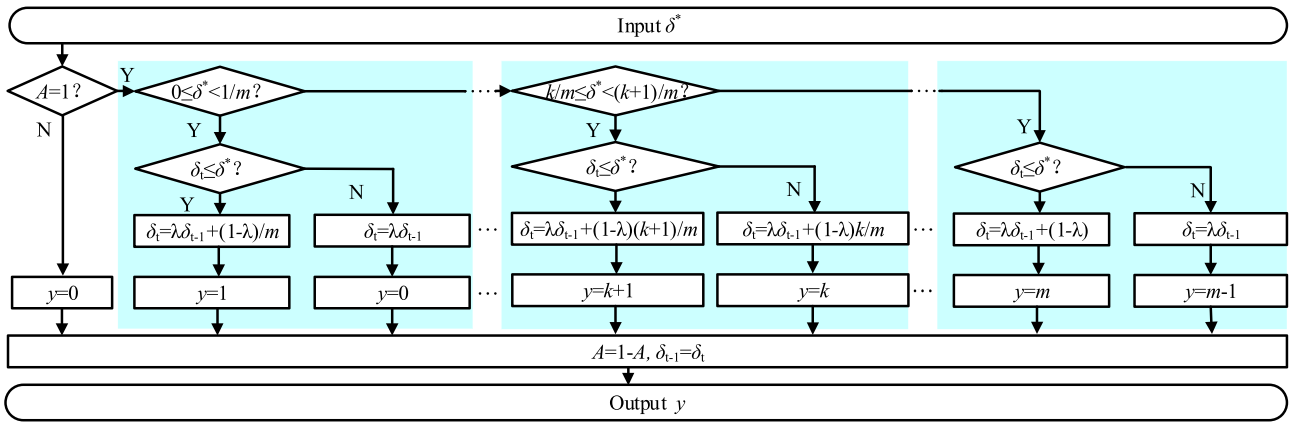 Input δ*
A=1?
Y
0≤δ*<1/m?
···
k/m≤δ*<(k+1)/m?
···
N
Y
Y
Y
δt≤δ*?
N
δt≤δ*?
N
δt≤δ*?
N
Y
δt=λδt-1+(1-λ)/m
δt=λδt-1
···
δt=λδt-1+(1-λ)(k+1)/m
δt=λδt-1+(1-λ)k/m
···
δt=λδt-1+(1-λ)
δt=λδt-1
y=0
y=1
y=0
···
y=k+1
y=k
···
y=m
y=m-1
A=1-A, δt-1=δt
Output y